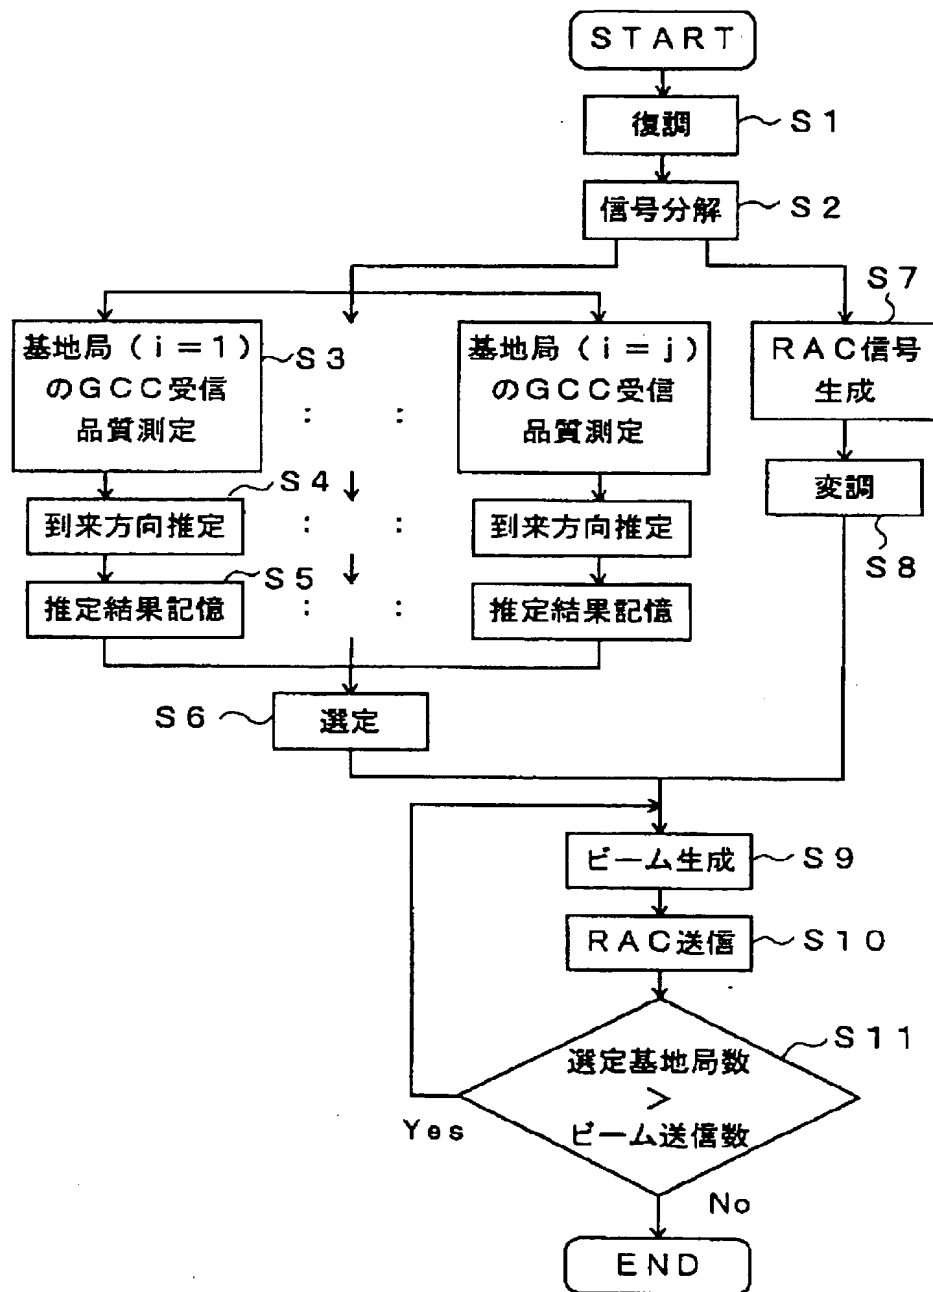 START
復調
S1
信号分解
S2
S7
基地局(i=1)
のGCC受信
品質測定
S3
: :
基地局(i=j)
のGCC受信
品質測定
RAC信号
生成
S4
到来方向推定
: :
到来方向推定
変調
S8
S5
推定結果記憶
: :
推定結果記憶
S6
選定
ビーム生成
S9
RAC送信
S10
S11
選定基地局数
>
ビーム送信数
Yes
No
END